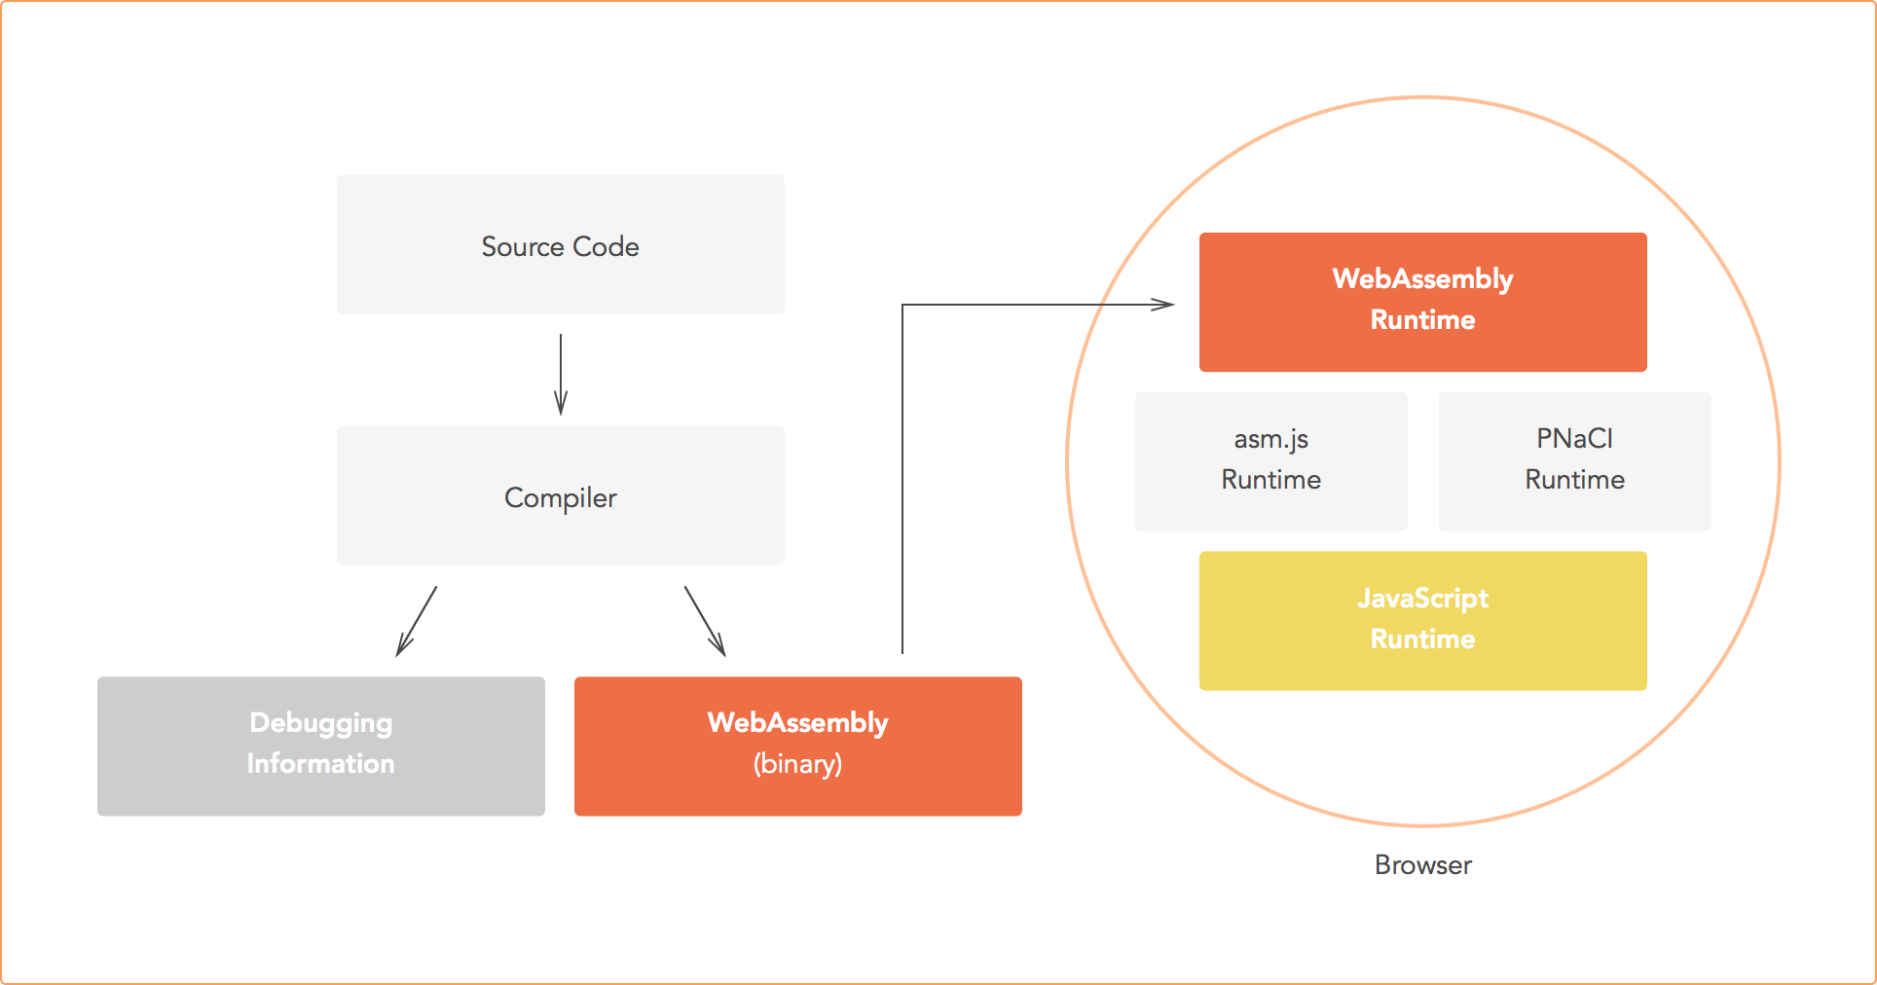 Source Code
Compiler
Debugging
Information
WebAssembly
(binary)
WebAssembly
Runtime
asm.js
Runtime
PNaCl
Runtime
JavaScript
Runtime
Browser